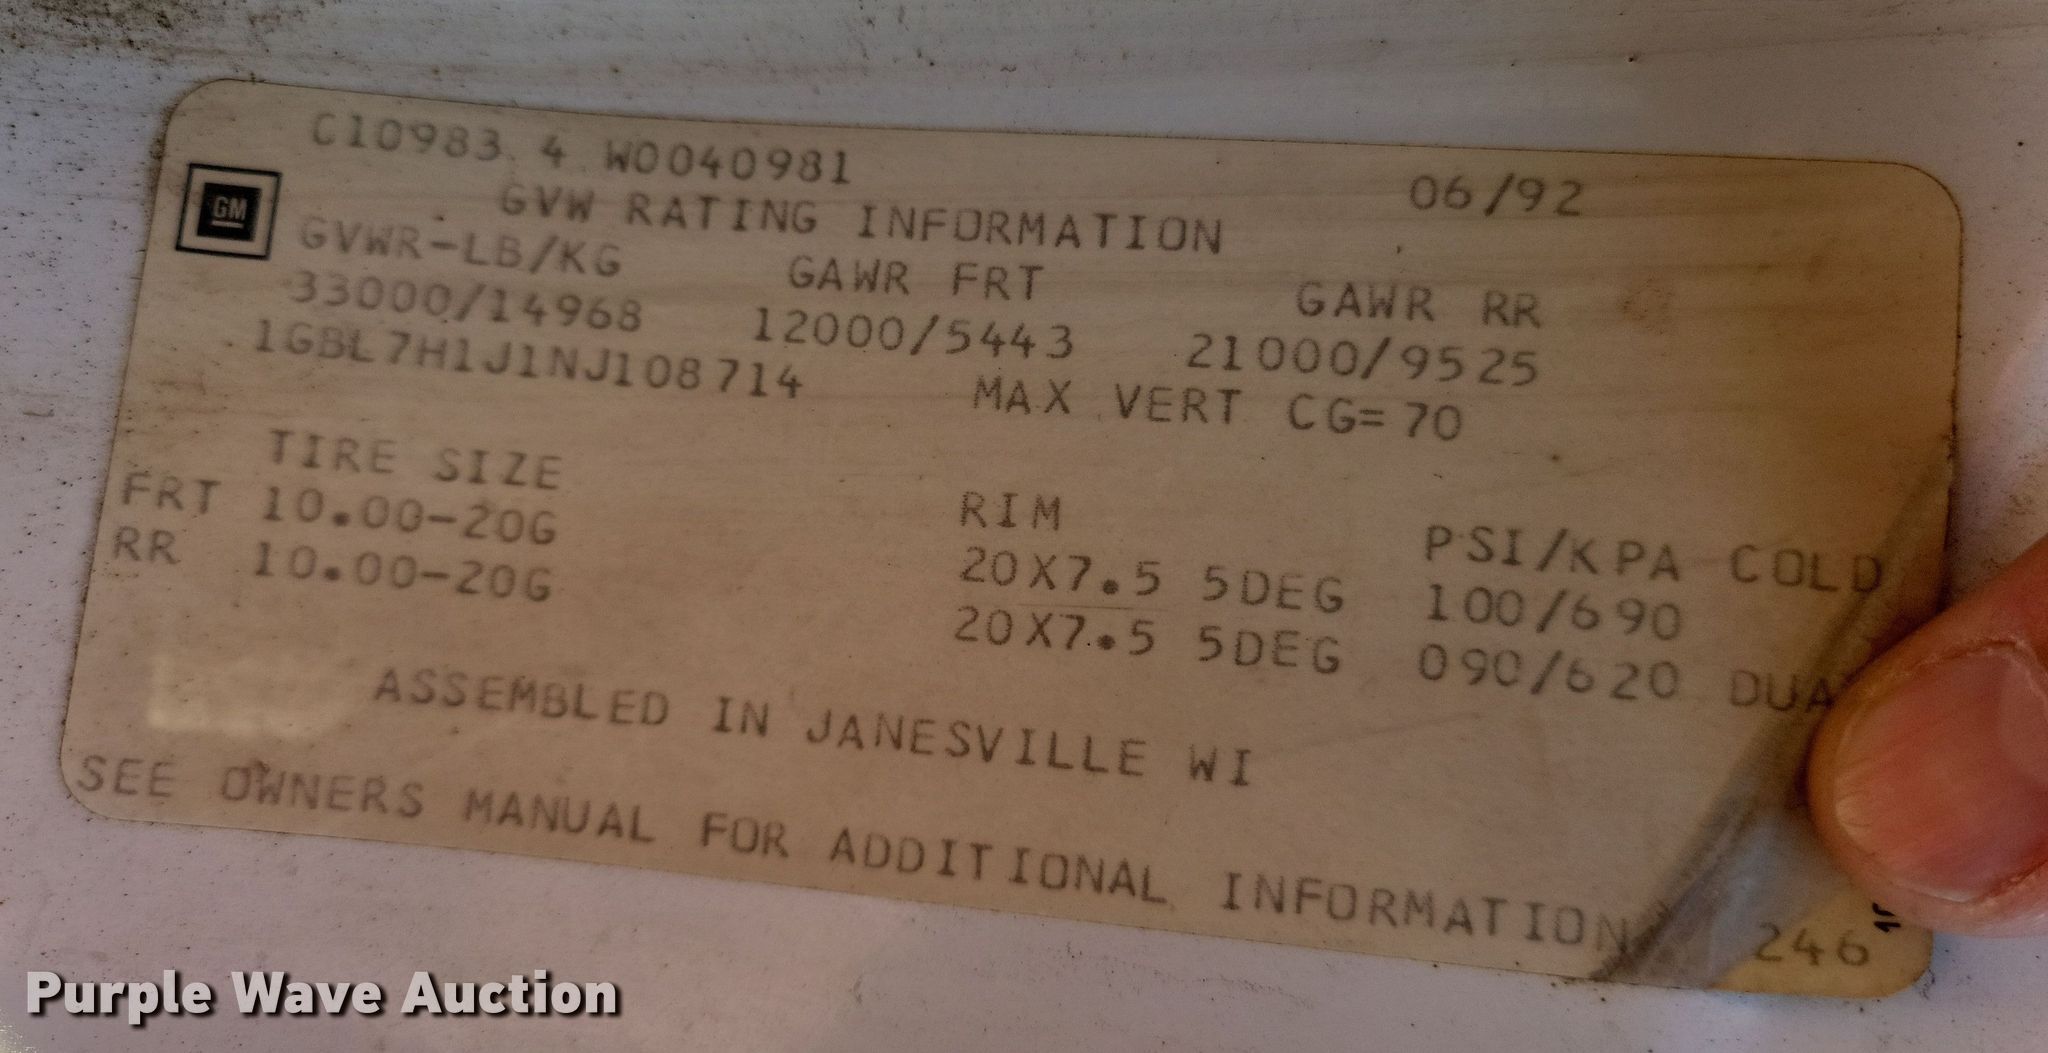 C10983 4 W0040981 06/92
GM
GVW RATING INFORMATION
GVWR-LB/KG GAWR FRT GAWR RR
33000/14968 12000/5443 21000/9525
1GBL7H1J1NJ108714 MAX VERT CG=70
TIRE SIZE RIM PSI/KPA COLD
FRT 10.00-20G 20X7.5 5DEG 100/690
RR 10.00-20G 20X7.5 5DEG 090/620 DUA
ASSEMBLED IN JANESVILLE WI
SEE OWNERS MANUAL FOR ADDITIONAL INFORMATION 246
Purple Wave Auction